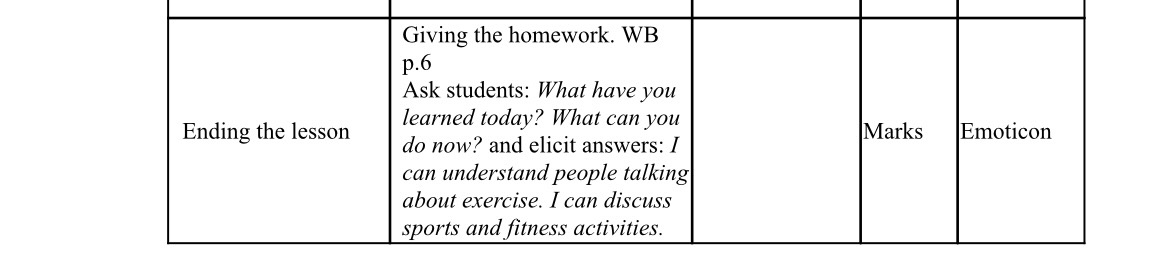 Giving the homework. WB
p.6
Ask students: What have you
learned today? What can you
Ending the lesson
do now? and elicit answers: I
can understand people talking
about exercise. I can discuss
sports and fitness activities.
Marks
Emoticon